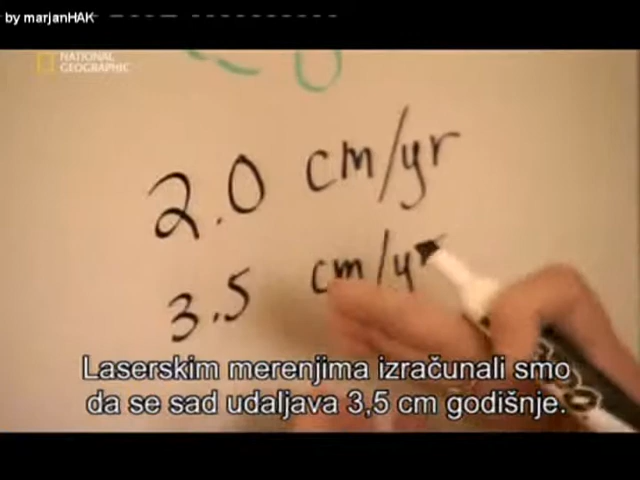 by marjanHAK
NATIONAL
GEOGRAPHIC
2.0 cm/yr
3.5 cm/yr
Laserskim merenjima izračunali smo
da se sad udaljava 3,5 cm godišnje.